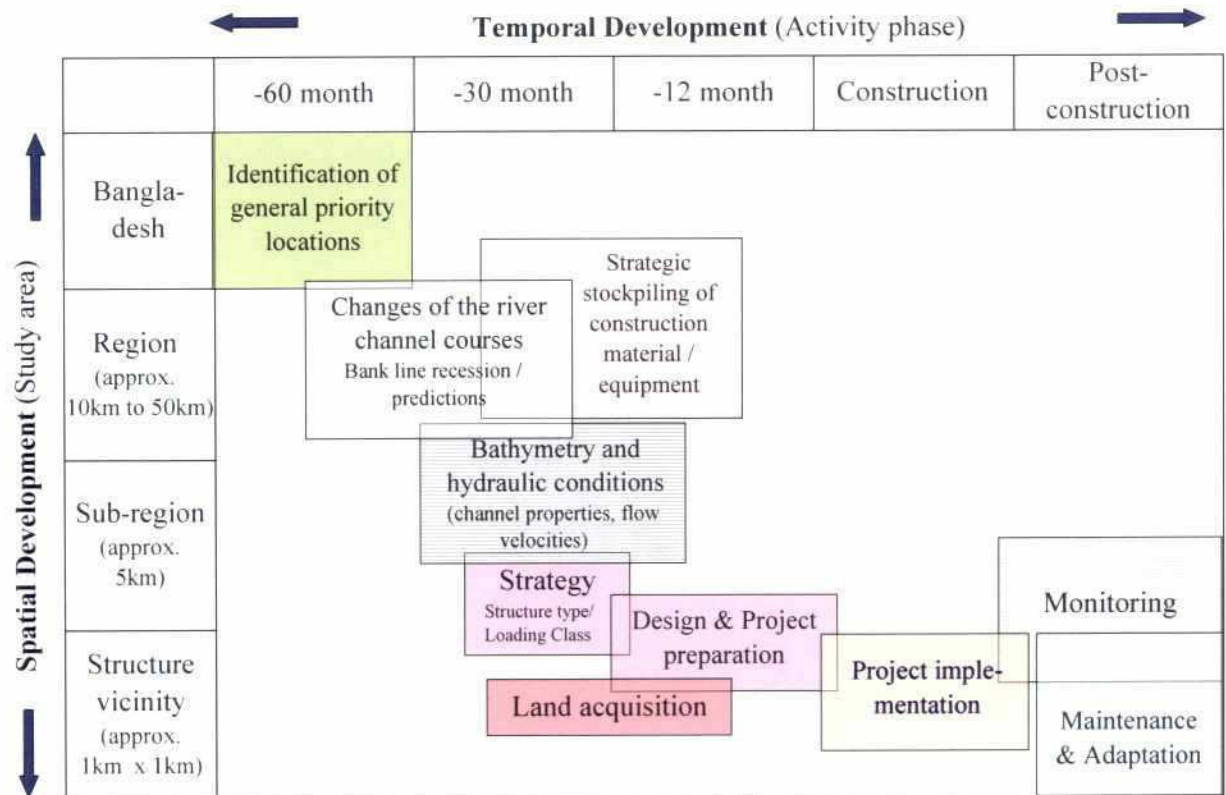 Temporal Development (Activity phase)
-60 month
-30 month
-12 month
Construction
Post-
construction
Spatial Development (Study area)
Bangla-
desh
Identification of
general priority
locations
Region
(approx.
10km to 50km)
Changes of the river
channel courses
Bank line recession /
predictions
Strategic
stockpiling of
construction
material /
equipment
Sub-region
(approx.
5km)
Bathymetry and
hydraulic conditions
(channel properties, flow
velocities)
Strategy
Structure type/
Loading Class
Design & Project
preparation
Monitoring
Structure
vicinity
(approx.
1km x 1km)
Land acquisition
Project imple-
mentation
Maintenance
& Adaptation